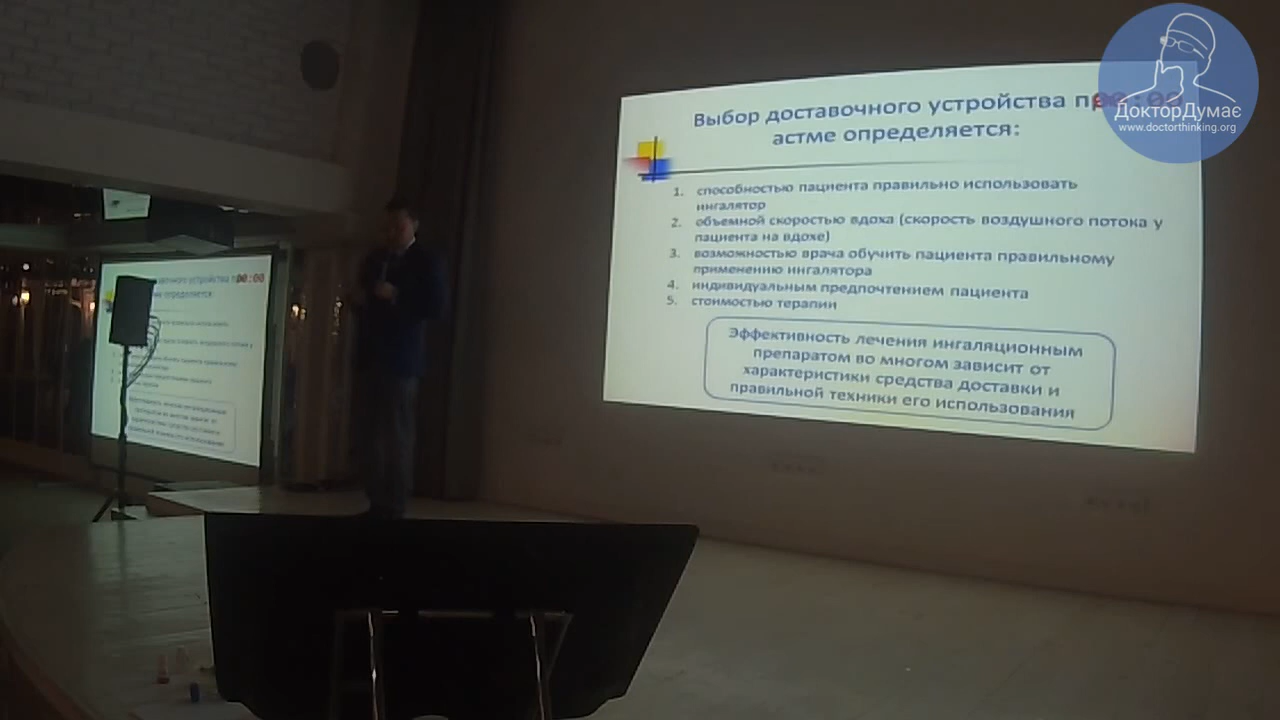 Выбор доставочного устройства п
астме определяется:
1. способностью пациента правильно использовать
ингалятор
2. объемной скоростью вдоха (скорость воздушного потока у
пациента на вдохе)
3. возможностью врача обучить пациента правильному
применению ингалятора
4. индивидуальным предпочтением пациента
5. стоимостью терапии
Эффективность лечения ингаляционным
препаратом во многом зависит от
характеристики средства доставки и
правильной техники его использования
ДокторДумає
www.doctorthinking.org
00:00